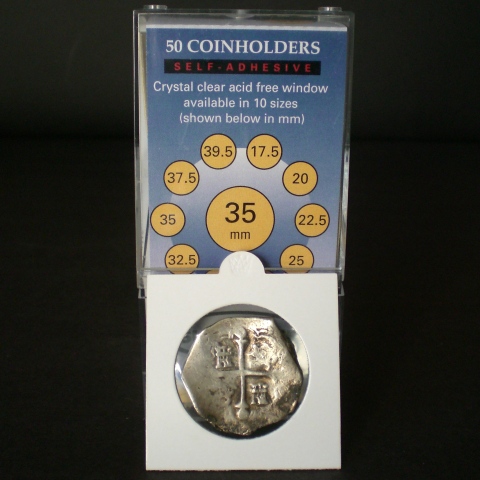 50 COINHOLDERS
SELF-ADHESIVE
Crystal clear acid free window
available in 10 sizes
(shown below in mm)
39.5 17.5
37.5 20
35 35 mm 22.5
32.5 25